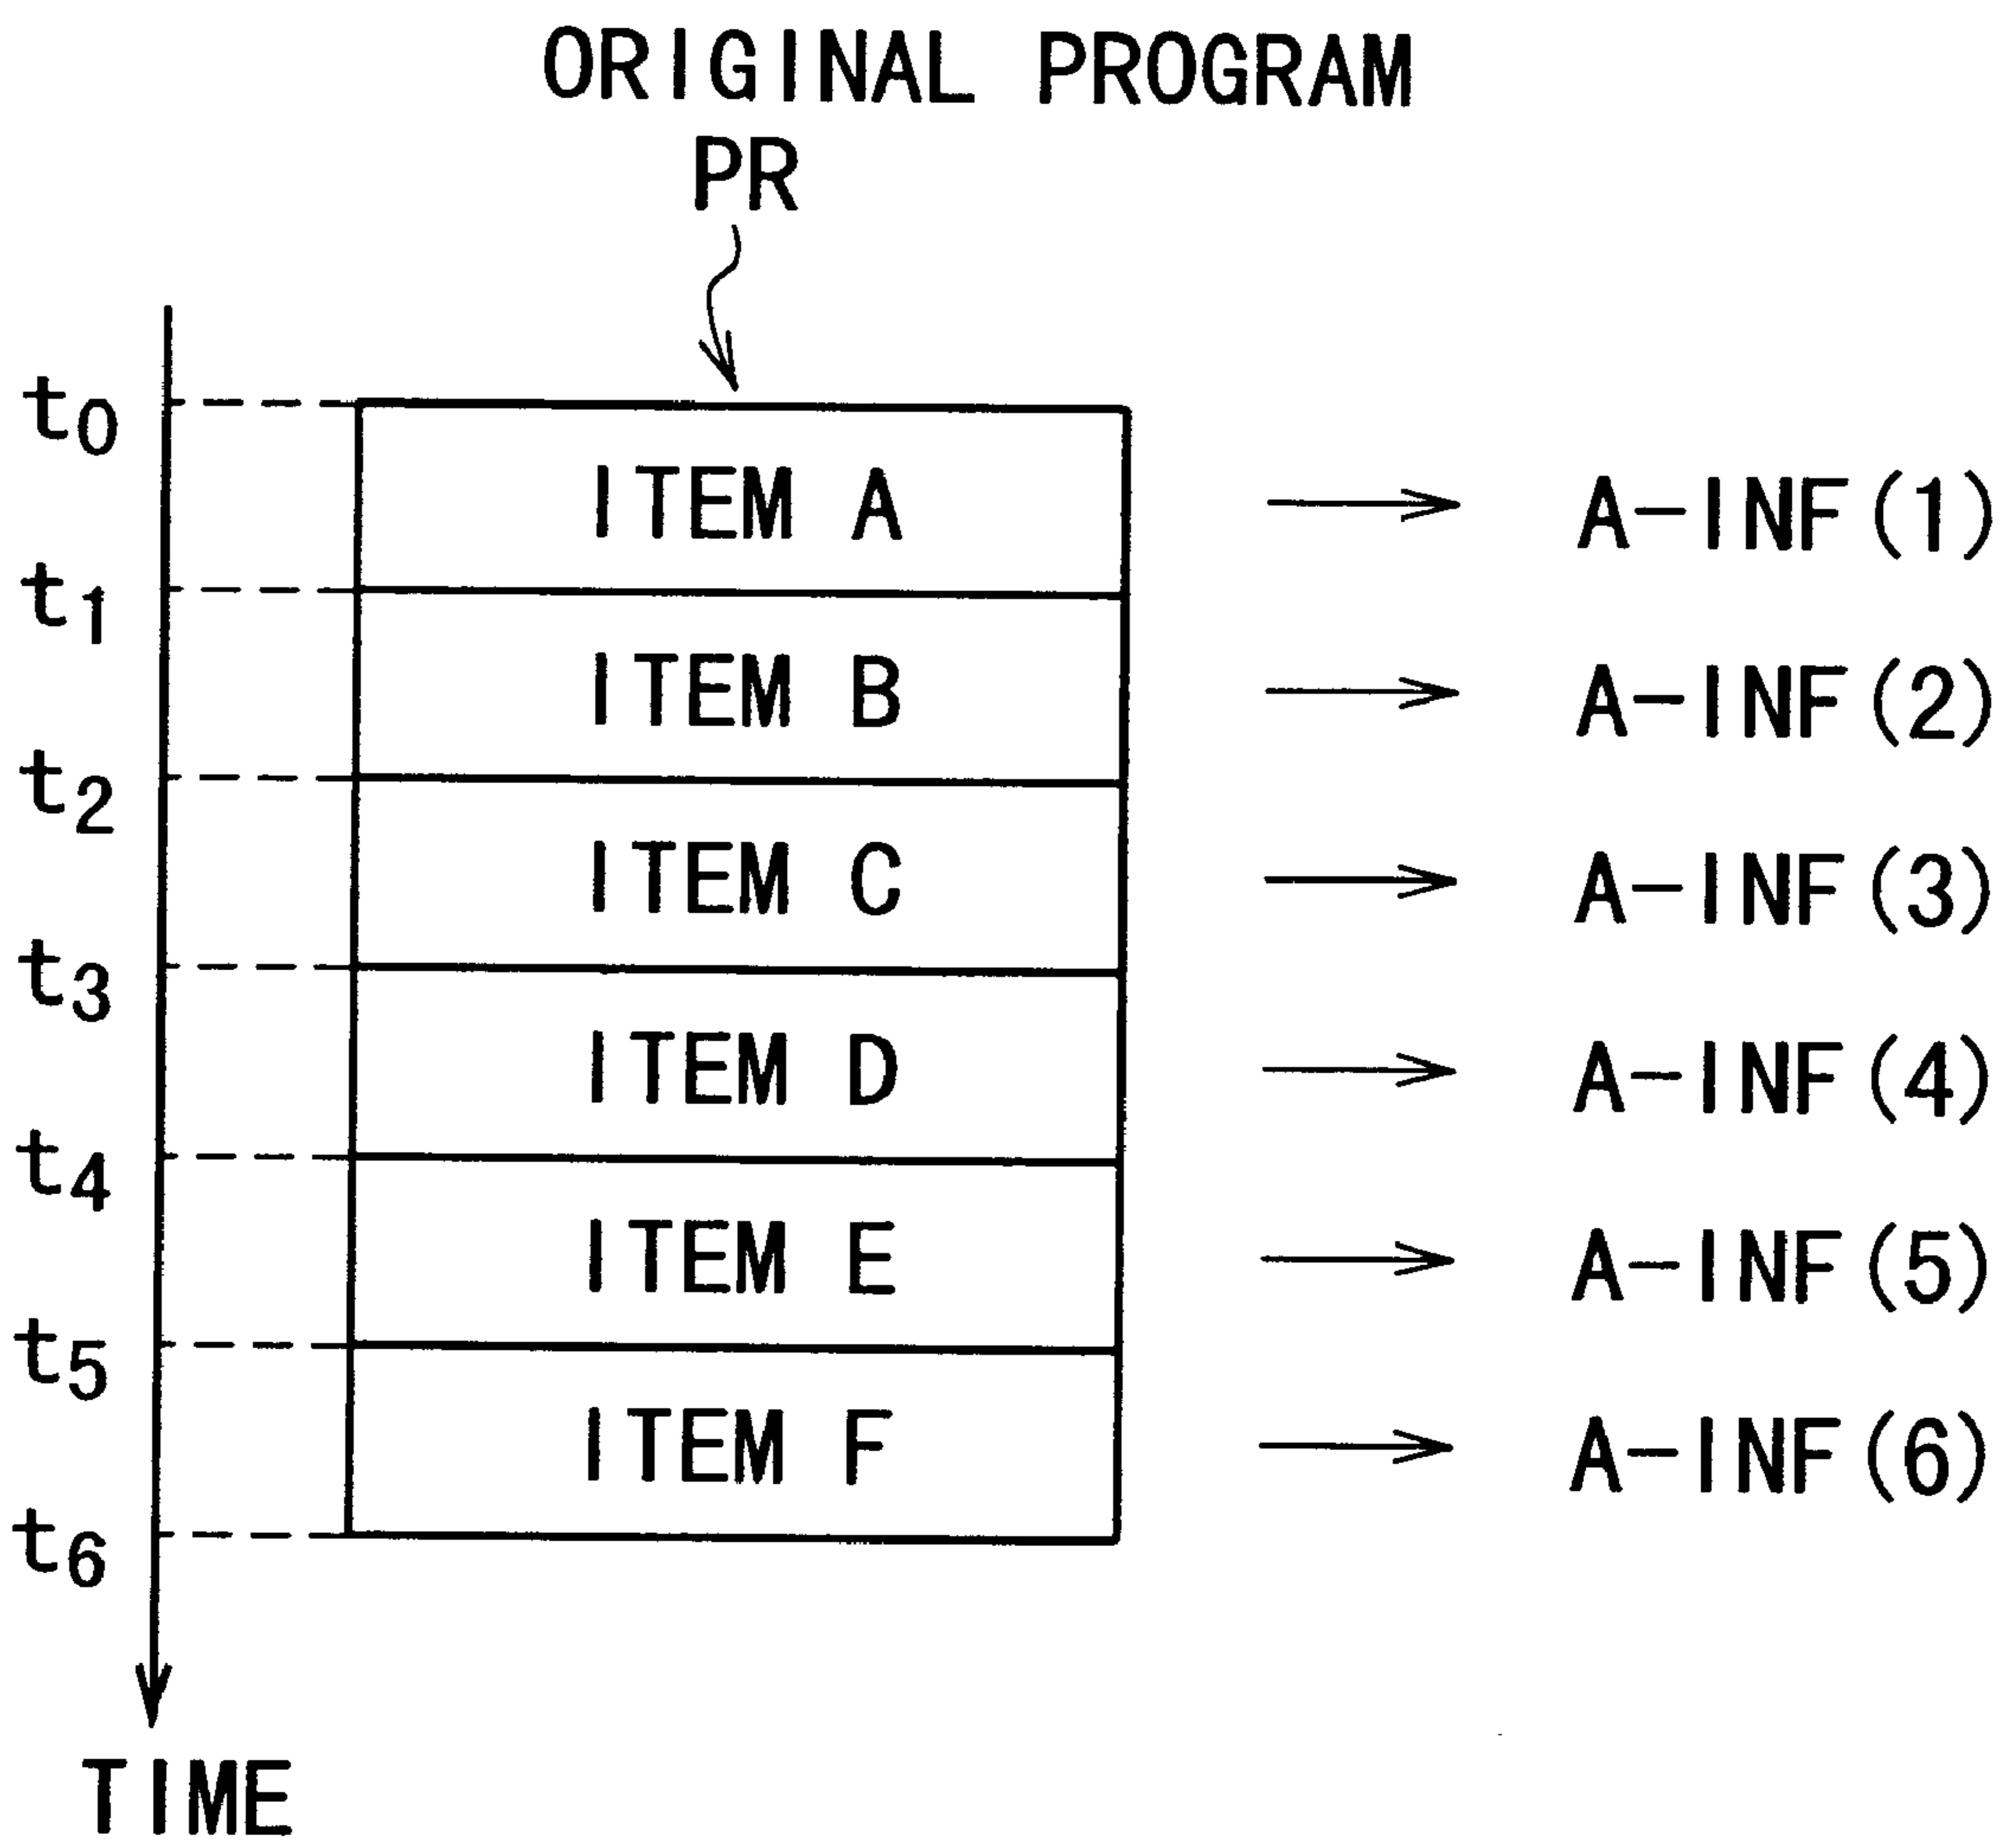 ORIGINAL PROGRAM
PR
t0
ITEM A
A-INF(1)
t1
ITEM B
A-INF(2)
t2
ITEM C
A-INF(3)
t3
ITEM D
A-INF(4)
t4
ITEM E
A-INF(5)
t5
ITEM F
A-INF(6)
t6
TIME